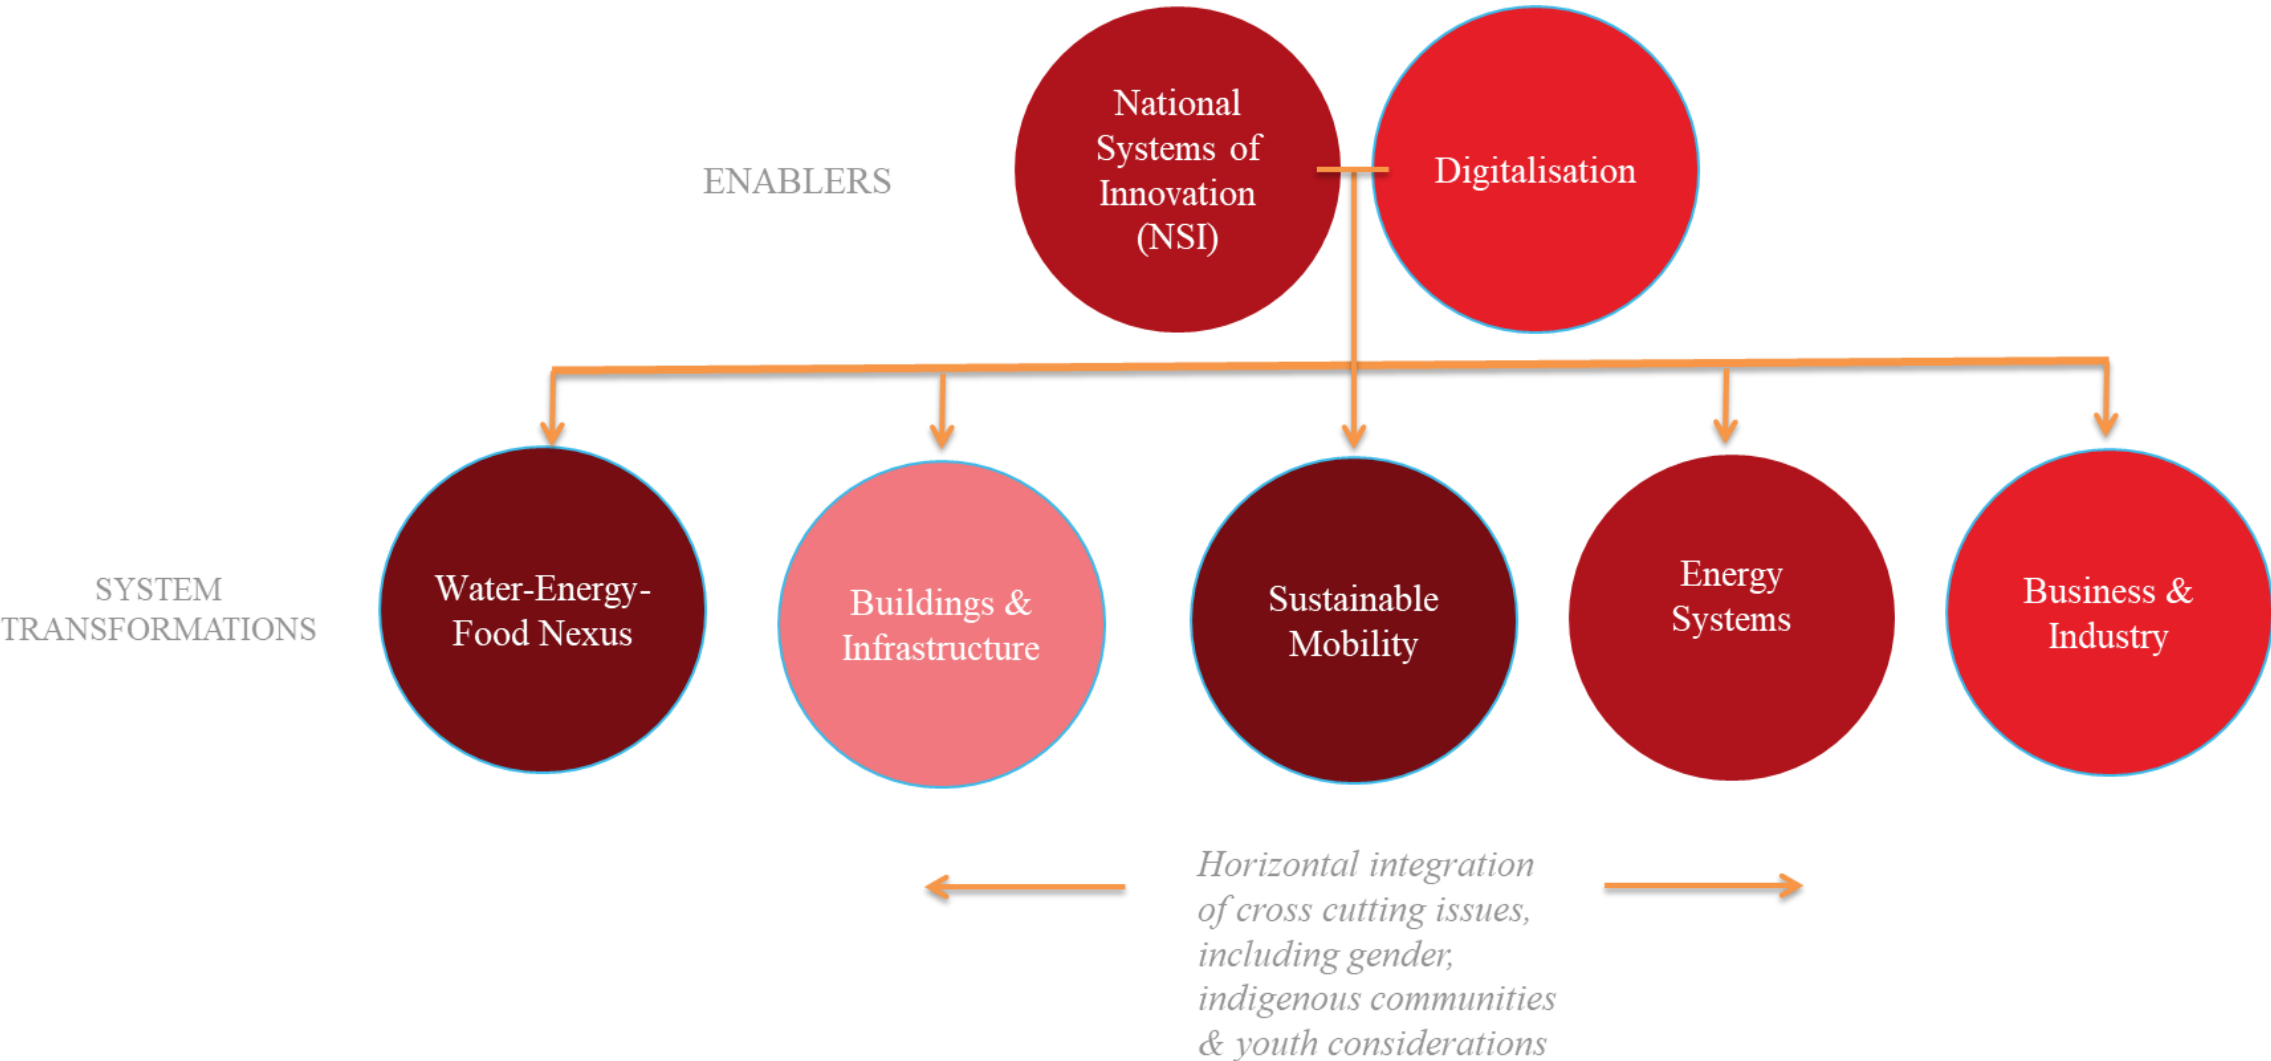 ENABLERS
National
Systems of
Innovation
(NSI)
Digitalisation
SYSTEM
TRANSFORMATIONS
Water-Energy-
Food Nexus
Buildings &
Infrastructure
Sustainable
Mobility
Energy
Systems
Business &
Industry
Horizontal integration
of cross cutting issues,
including gender,
indigenous communities
& youth considerations